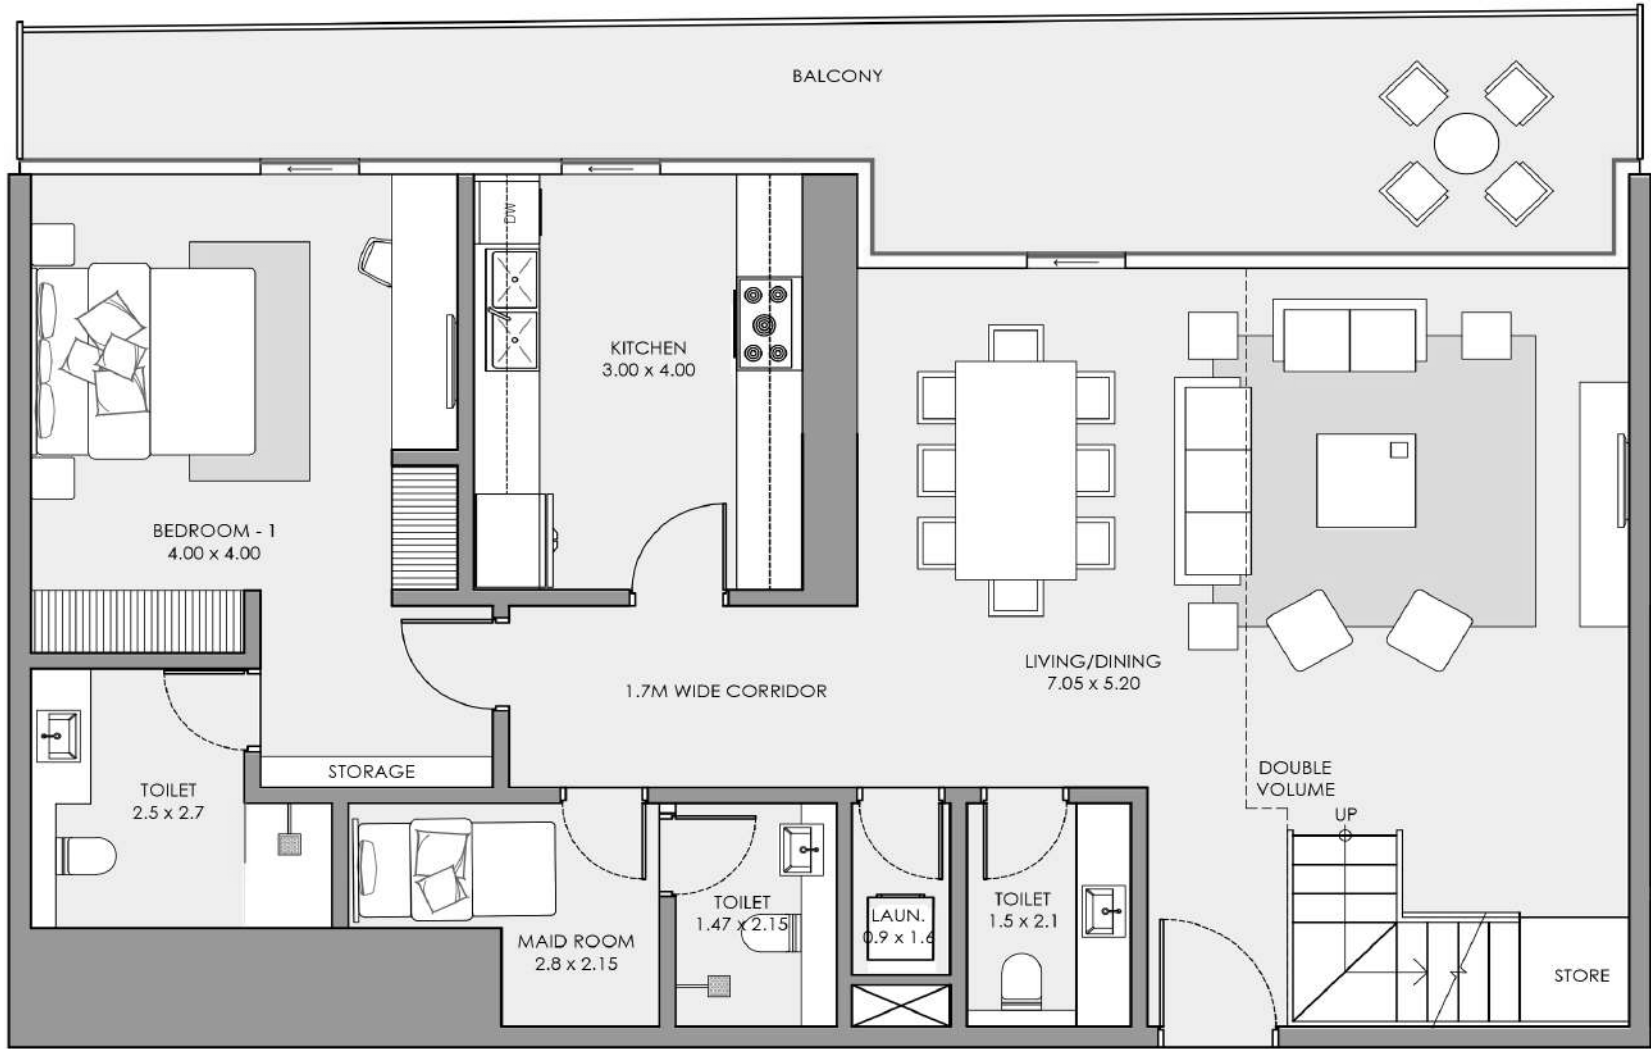 BALCONY
DW
KITCHEN
3.00 x 4.00
BEDROOM - 1
4.00 x 4.00
LIVING/DINING
7.05 x 5.20
1.7M WIDE CORRIDOR
STORAGE
DOUBLE
VOLUME
UP
TOILET
2.5 x 2.7
TOILET
1.47 x 2.15
LAUN.
0.9 x 1.6
TOILET
1.5 x 2.1
MAID ROOM
2.8 x 2.15
STORE